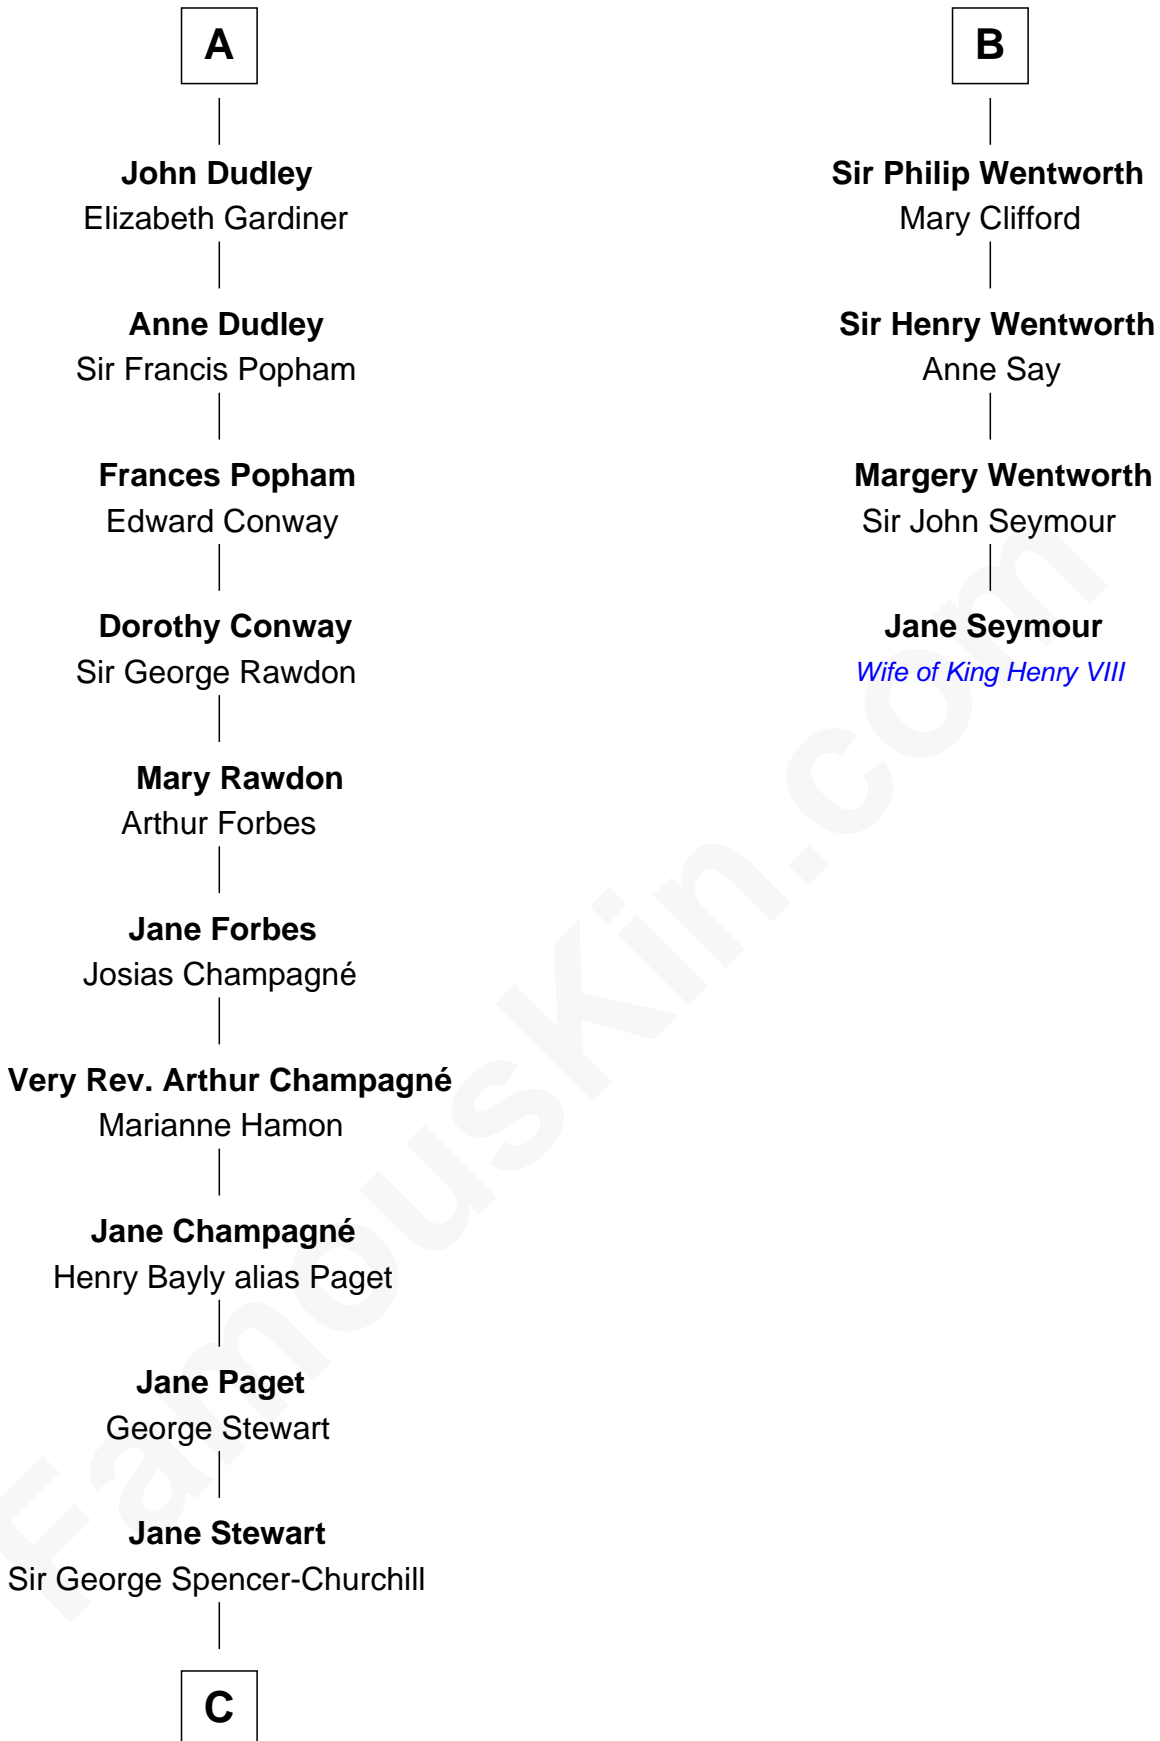 A
John Dudley
Elizabeth Gardiner
Anne Dudley
Sir Francis Popham
Frances Popham
Edward Conway
Dorothy Conway
Sir George Rawdon
Mary Rawdon
Arthur Forbes
Jane Forbes
Josias Champagné
Very Rev. Arthur Champagné
Marianne Hamon
Jane Champagné
Henry Bayly alias Paget
Jane Paget
George Stewart
Jane Stewart
Sir George Spencer-Churchill
C
B
Sir Philip Wentworth
Mary Clifford
Sir Henry Wentworth
Anne Say
Margery Wentworth
Sir John Seymour
Jane Seymour
Wife of King Henry VIII
FamousKin.com